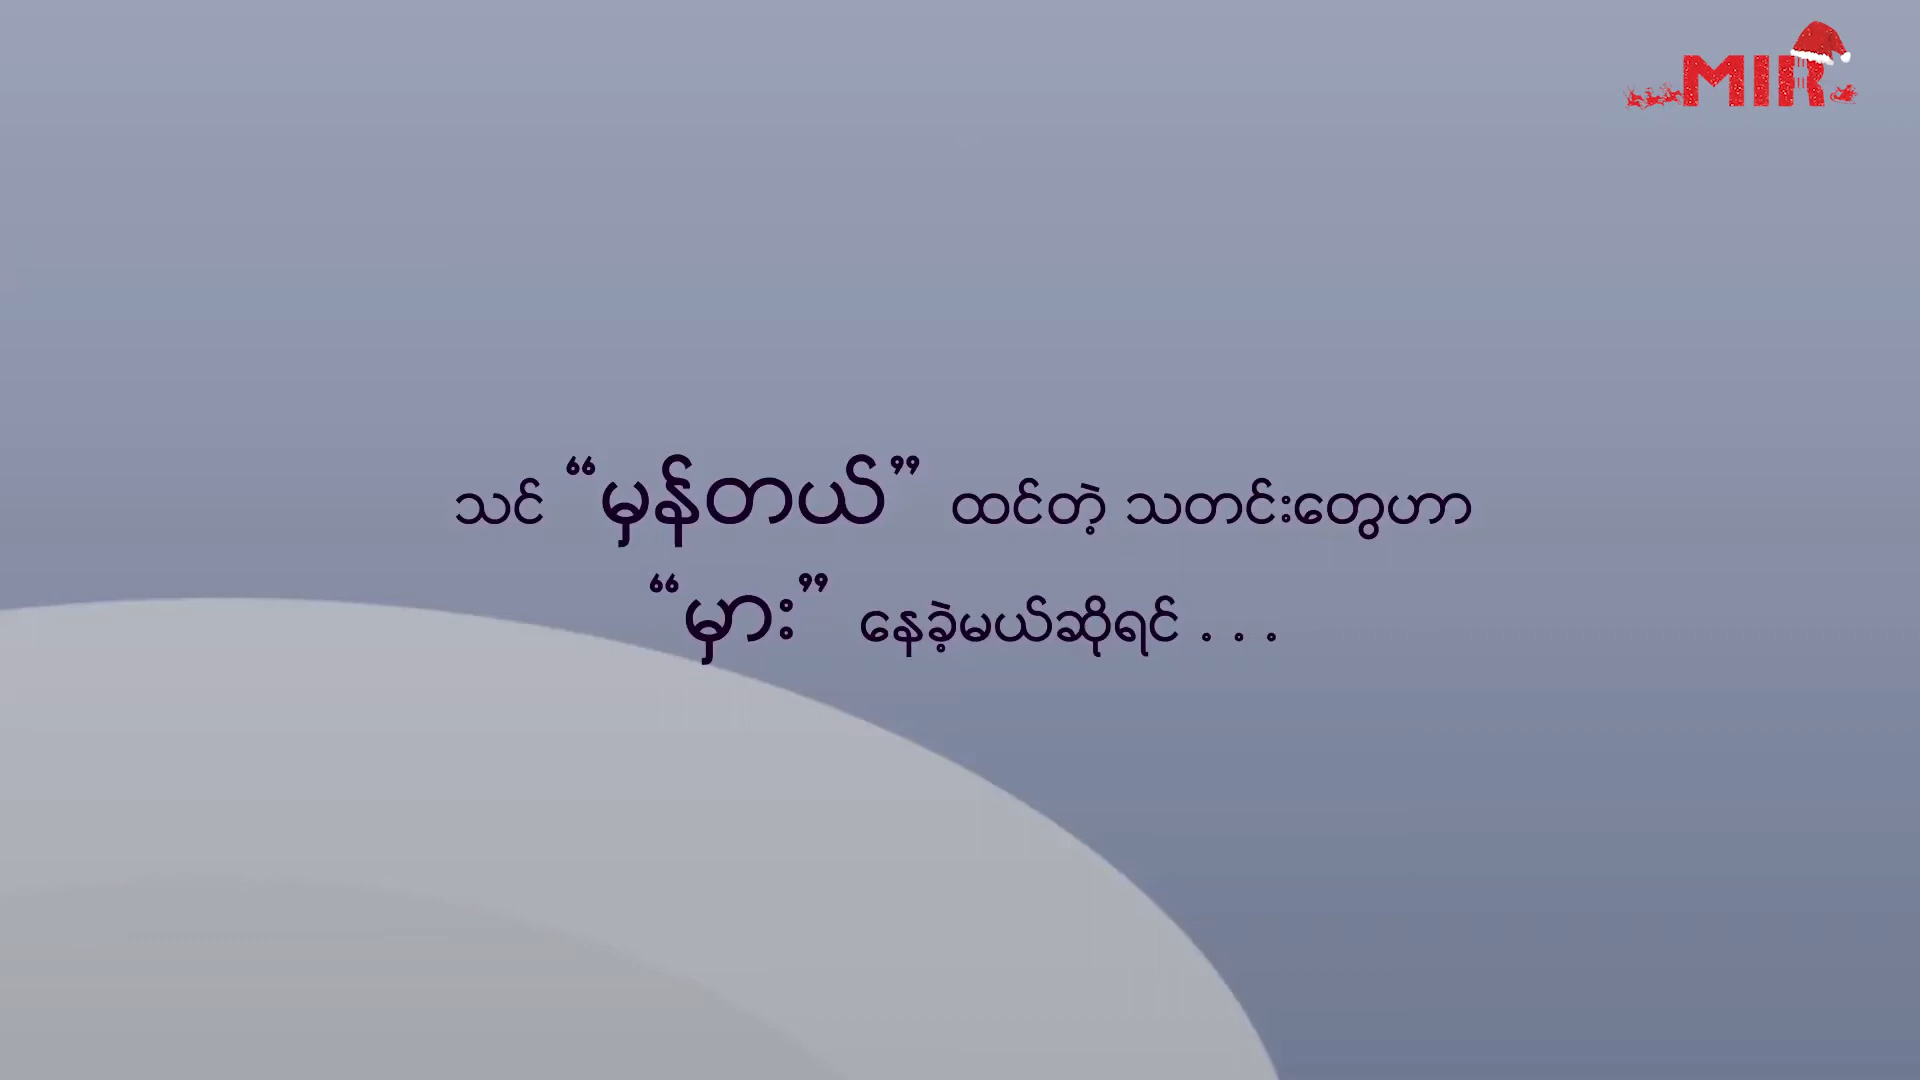 MIR
သင် “မှန်တယ်” ထင်တဲ့ သတင်းတွေဟာ
“မှား” နေခဲ့မယ်ဆိုရင် . . .